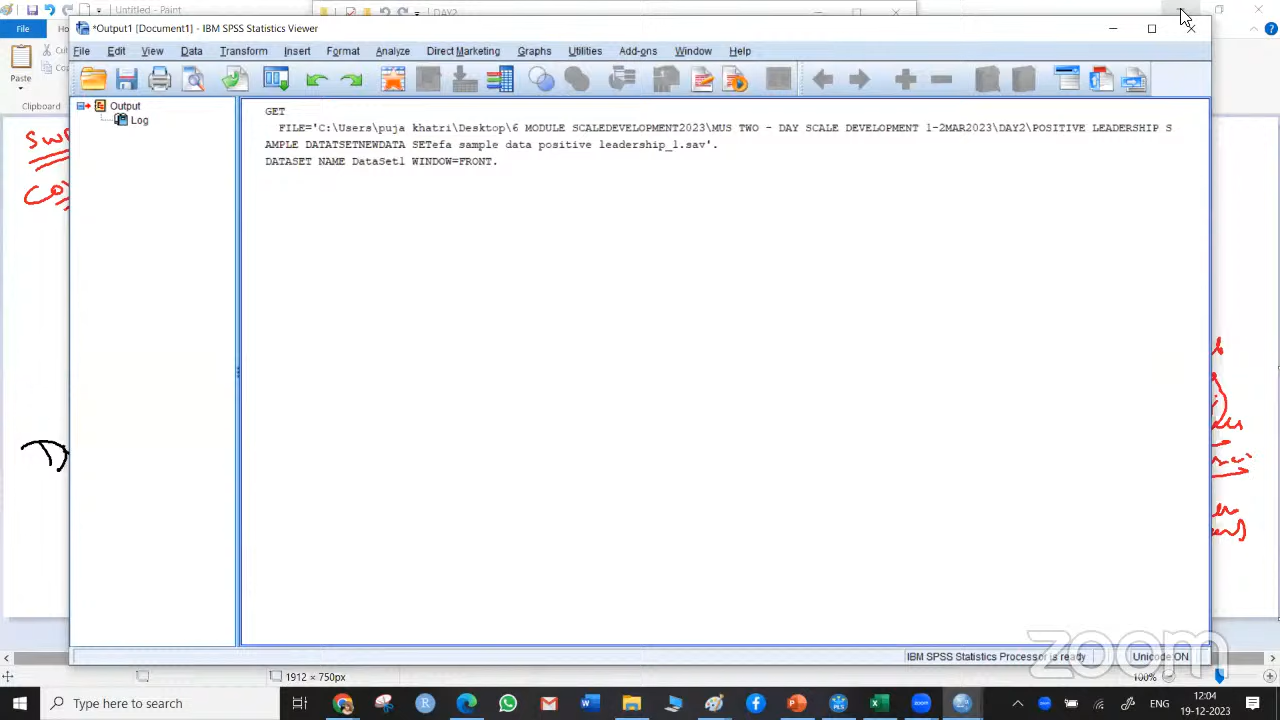 Untitled - Paint
DAY2
File
Paste
Clipboard
*Output1 [Document1] - IBM SPSS Statistics Viewer
File Edit View Data Transform Insert Format Analyze Direct Marketing Graphs Utilities Add-ons Window Help
Output
Log
GET
FILE='C:\Users\puja khatri\Desktop\6 MODULE SCALEDEVELOPMENT2023\MUS TWO - DAY SCALE DEVELOPMENT 1-2MAR2023\DAY2\POSITIVE LEADERSHIP S
AMPLE DATATSETNEWDATA SETefa sample data positive leadership_1.sav'.
DATASET NAME DataSet1 WINDOW=FRONT.
IBM SPSS Statistics Processor is ready Unicode:ON
zoom
1912 × 750px
100%
Type here to search
ENG
12:04
19-12-2023